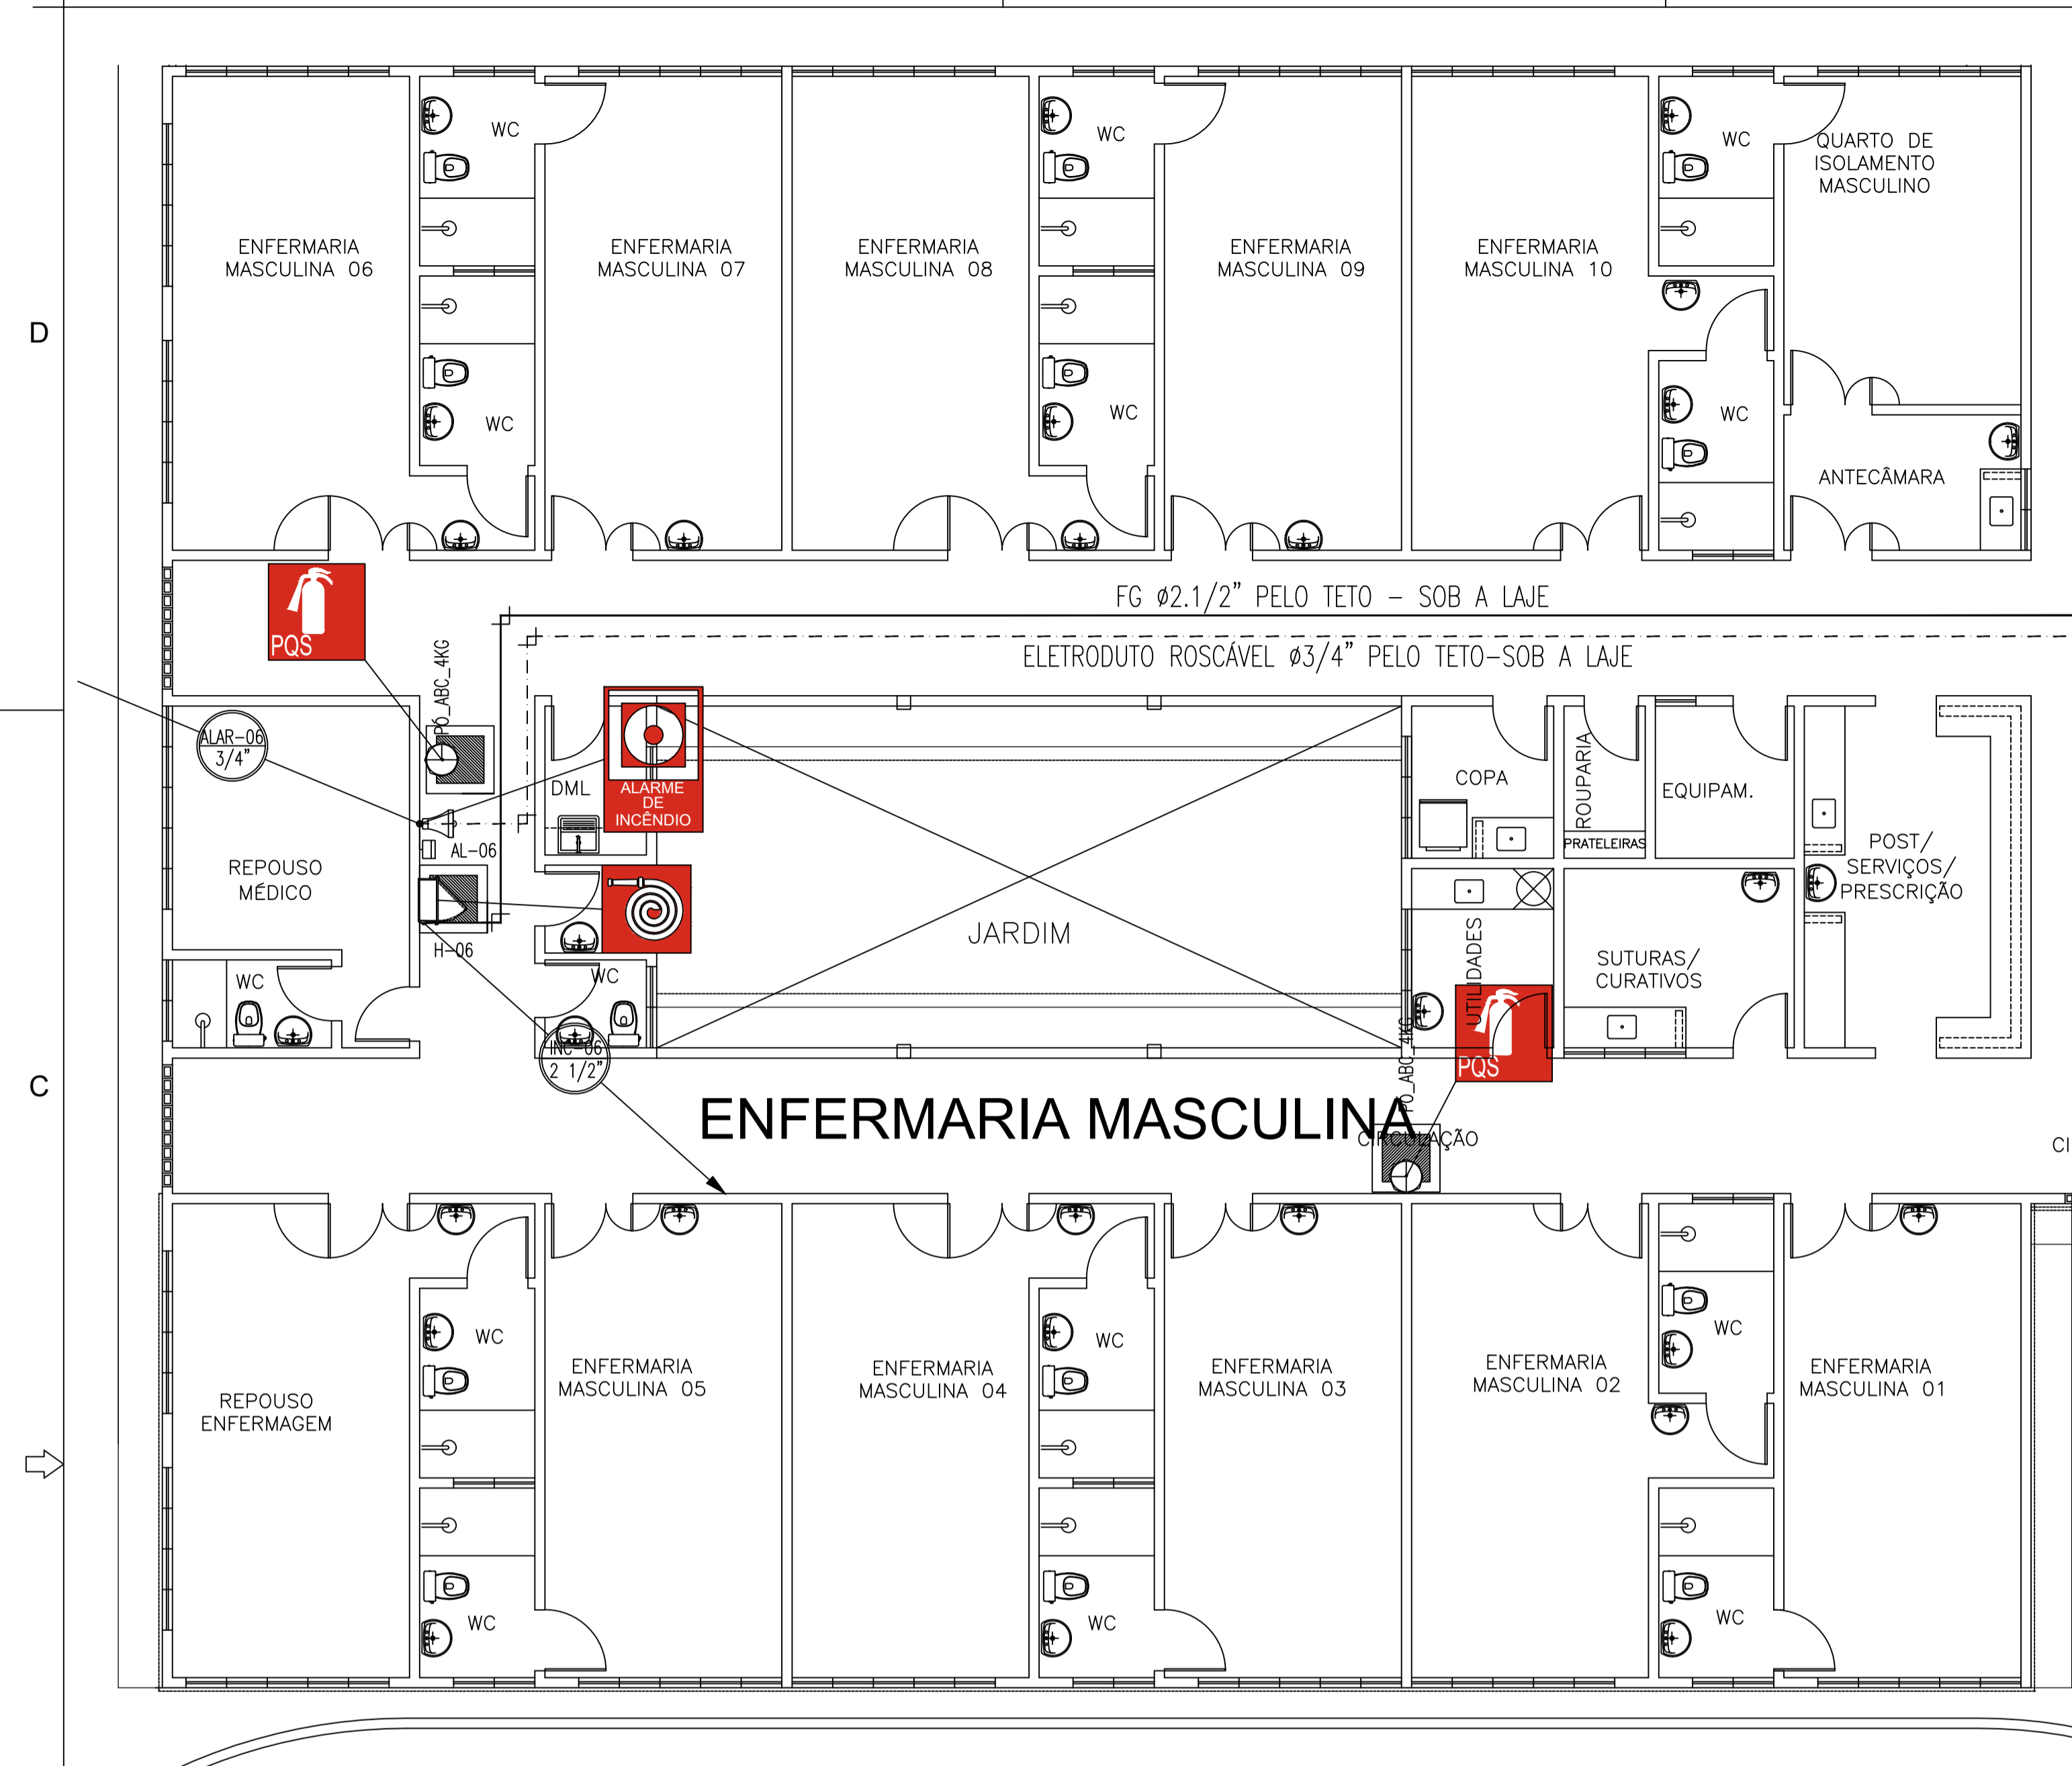 WC
WC
WC
QUARTO DE
ISOLAMENTO
MASCULINO
ENFERMARIA
MASCULINA 06
ENFERMARIA
MASCULINA 07
ENFERMARIA
MASCULINA 08
ENFERMARIA
MASCULINA 09
ENFERMARIA
MASCULINA 10
D
WC
WC
WC
ANTECÂMARA
FG ø2.1/2" PELO TETO - SOB A LAJE
ELETRODUTO ROSCÁVEL ø3/4" PELO TETO-SOB A LAJE
PQS
PÓ_ABC_4KG
ALAR-06
3/4"
DML
ALARME
DE
INCÊNDIO
COPA
ROUPARIA
PRATELEIRAS
EQUIPAM.
POST/
SERVIÇOS/
PRESCRIÇÃO
AL-06
REPOUSO
MÉDICO
H-06
JARDIM
UTILIDADES
SUTURAS/
CURATIVOS
WC
WC
INC-06
2 1/2"
PQS
PÓ_ABC_4KG
C
ENFERMARIA MASCULINA
CIRCULAÇÃO
CI
WC
WC
WC
ENFERMARIA
MASCULINA 05
ENFERMARIA
MASCULINA 04
ENFERMARIA
MASCULINA 03
ENFERMARIA
MASCULINA 02
ENFERMARIA
MASCULINA 01
REPOUSO
ENFERMAGEM
WC
WC
WC